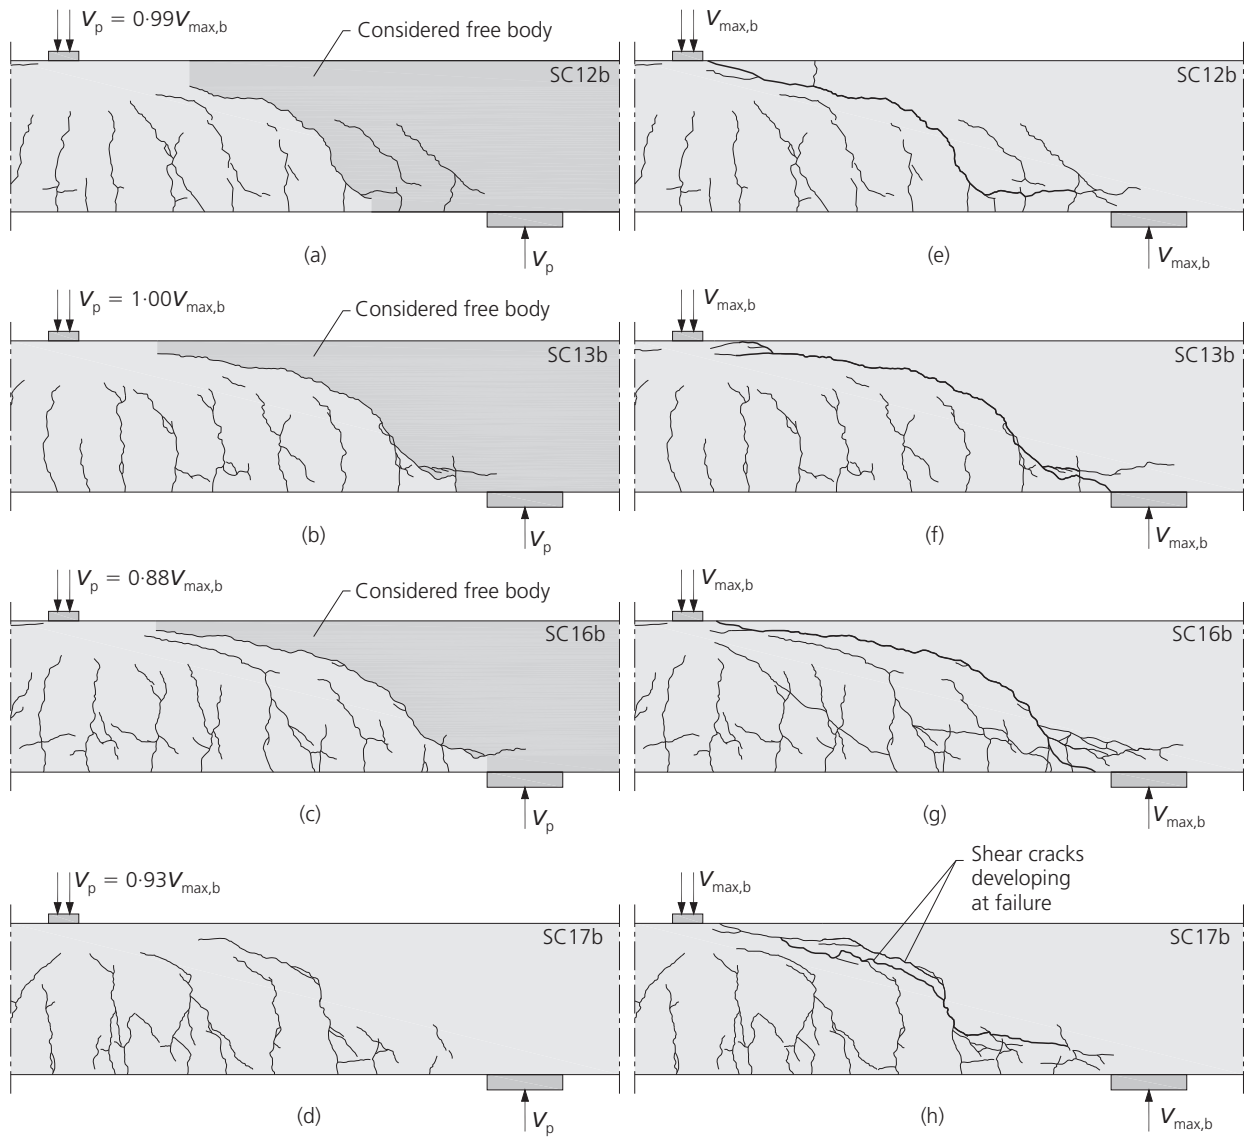 V_p = 0·99V_max,b
Considered free body
SC12b
V_p
(a)
V_max,b
SC12b
V_max,b
(e)
V_p = 1·00V_max,b
Considered free body
SC13b
V_p
(b)
V_max,b
SC13b
V_max,b
(f)
V_p = 0·88V_max,b
Considered free body
SC16b
V_p
(c)
V_max,b
SC16b
V_max,b
(g)
V_p = 0·93V_max,b
SC17b
V_p
(d)
V_max,b
Shear cracks
developing
at failure
SC17b
V_max,b
(h)